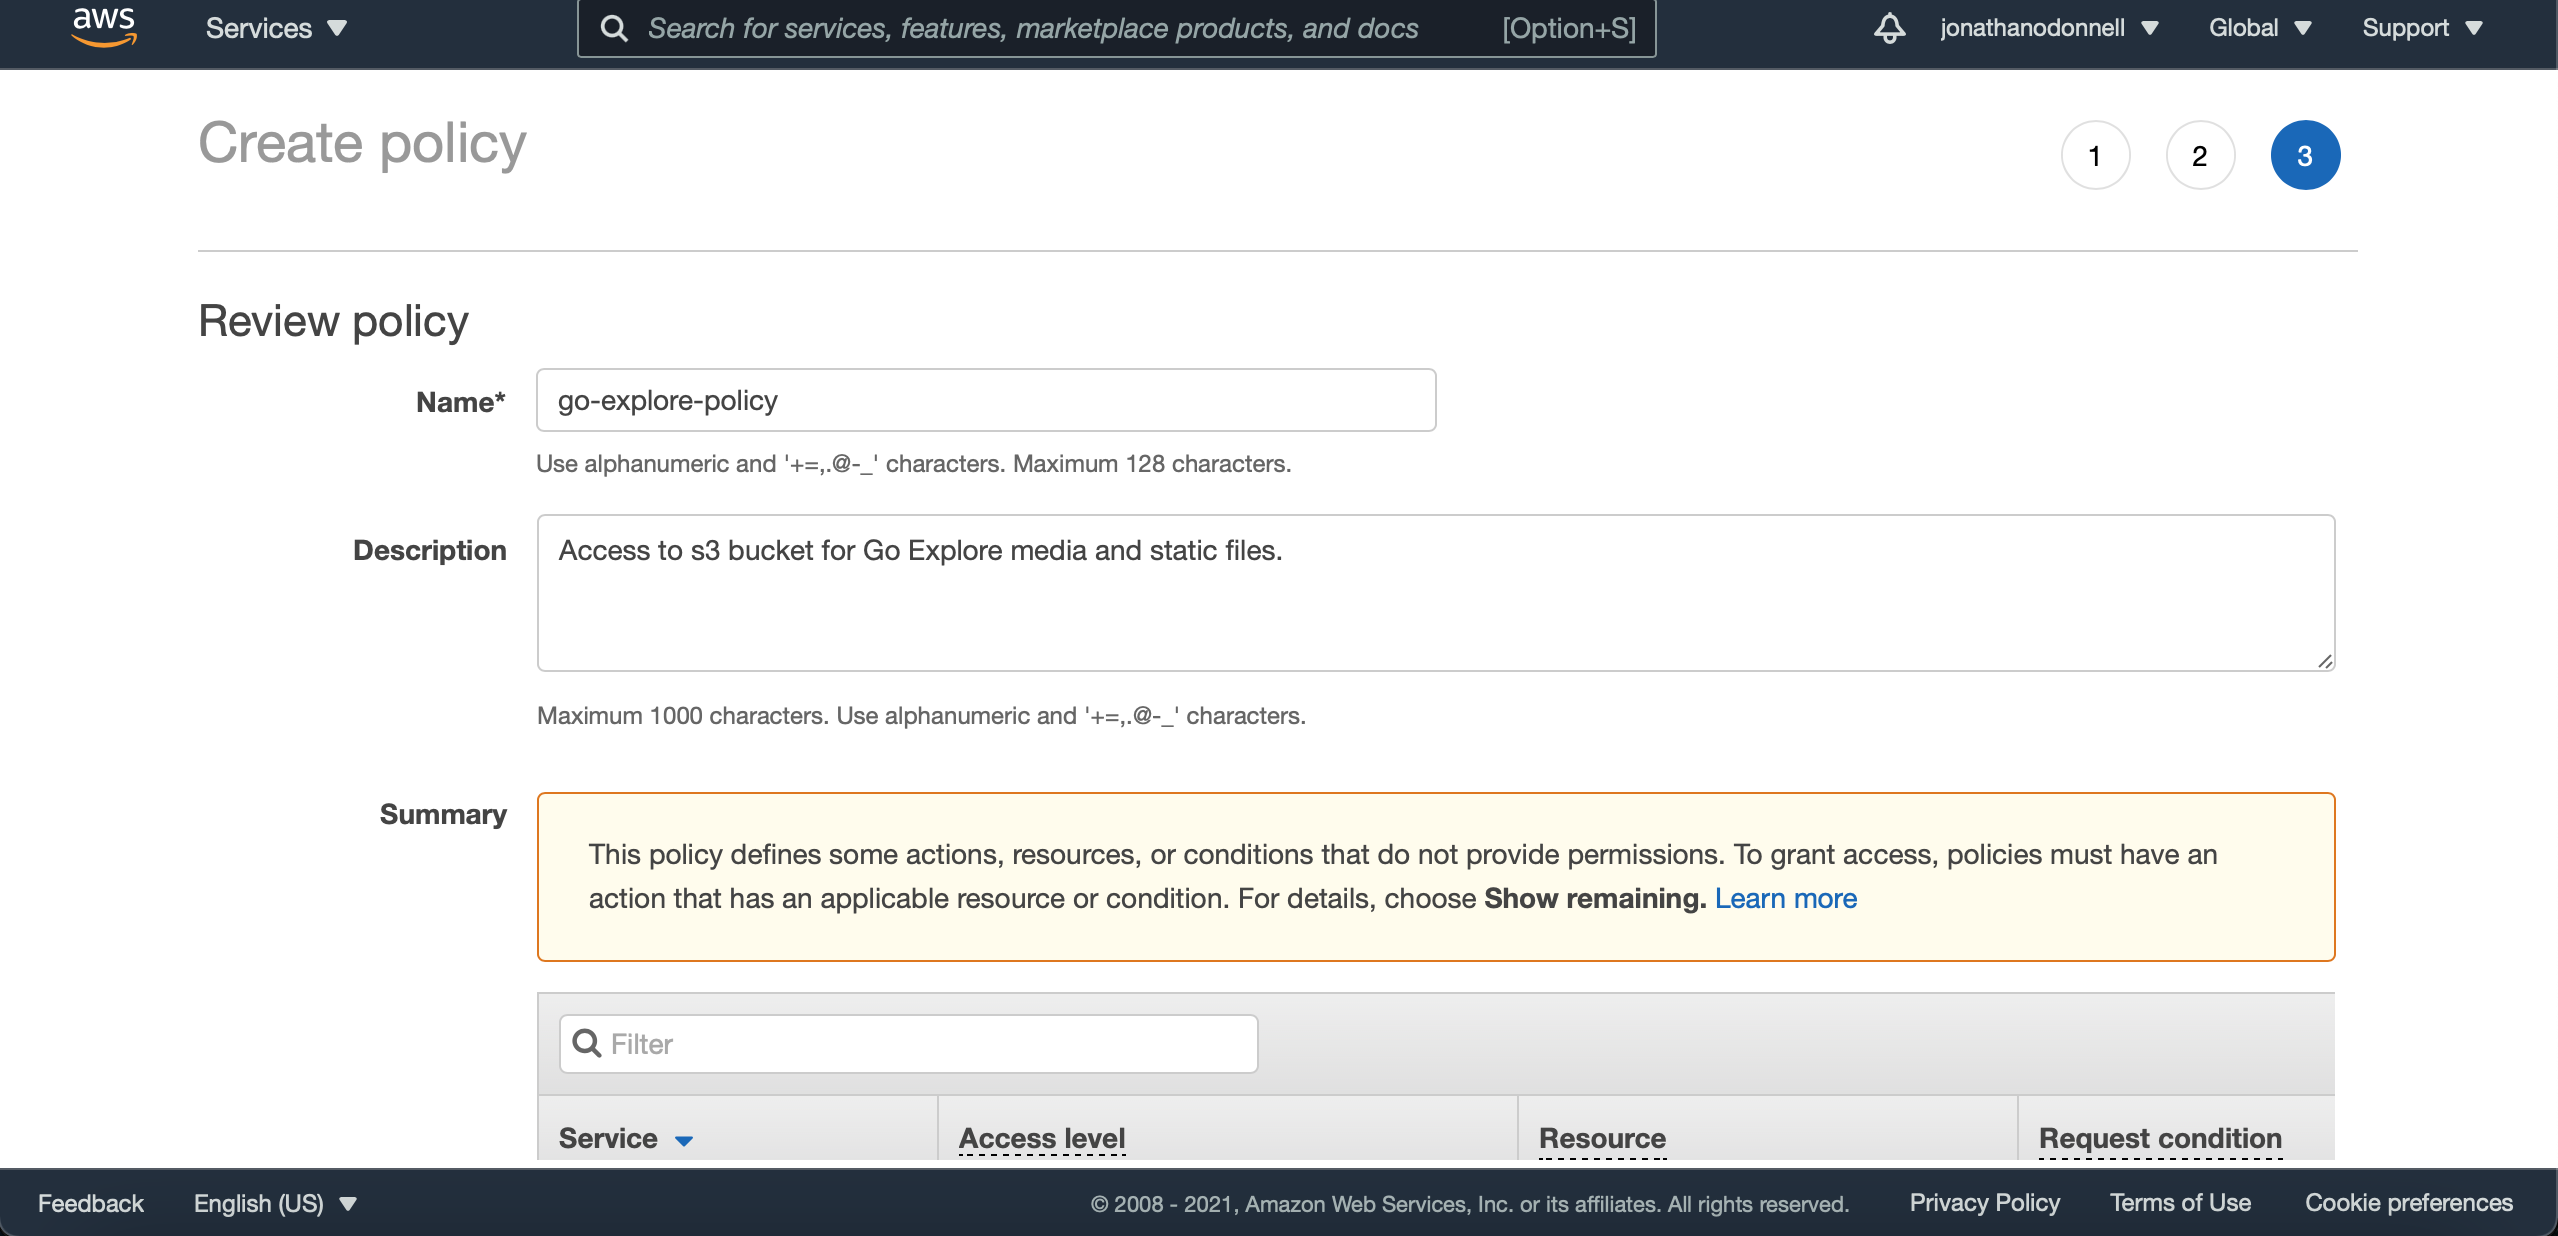 aws Services Search for services, features, marketplace products, and docs [Option+S] jonathanodonnell Global Support
Create policy 1 2 3
Review policy
Name* go-explore-policy
Use alphanumeric and '+=,.@-_' characters. Maximum 128 characters.
Description Access to s3 bucket for Go Explore media and static files.
Maximum 1000 characters. Use alphanumeric and '+=,.@-_' characters.
Summary
This policy defines some actions, resources, or conditions that do not provide permissions. To grant access, policies must have an
action that has an applicable resource or condition. For details, choose Show remaining. Learn more
Filter
Service Access level Resource Request condition
Feedback English (US) © 2008 - 2021, Amazon Web Services, Inc. or its affiliates. All rights reserved. Privacy Policy Terms of Use Cookie preferences